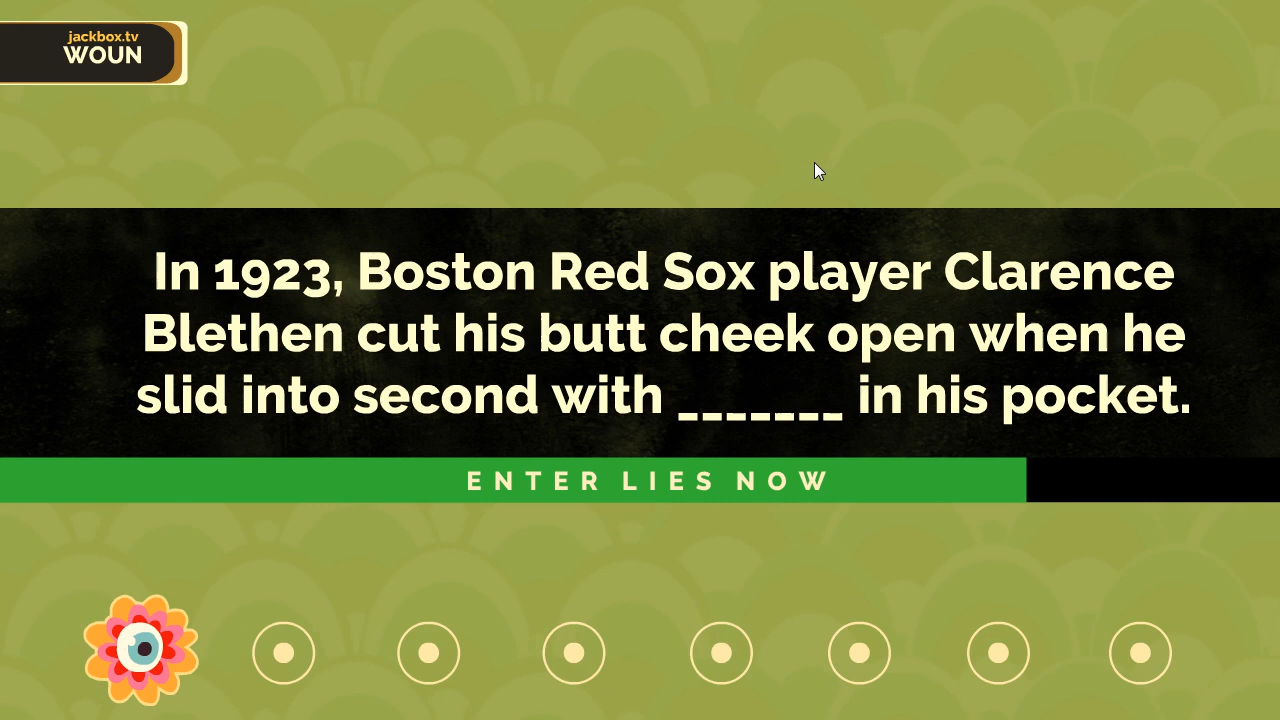 jackbox.tv
WOUN
In 1923, Boston Red Sox player Clarence
Blethen cut his butt cheek open when he
slid into second with _______ in his pocket.
ENTER LIES NOW